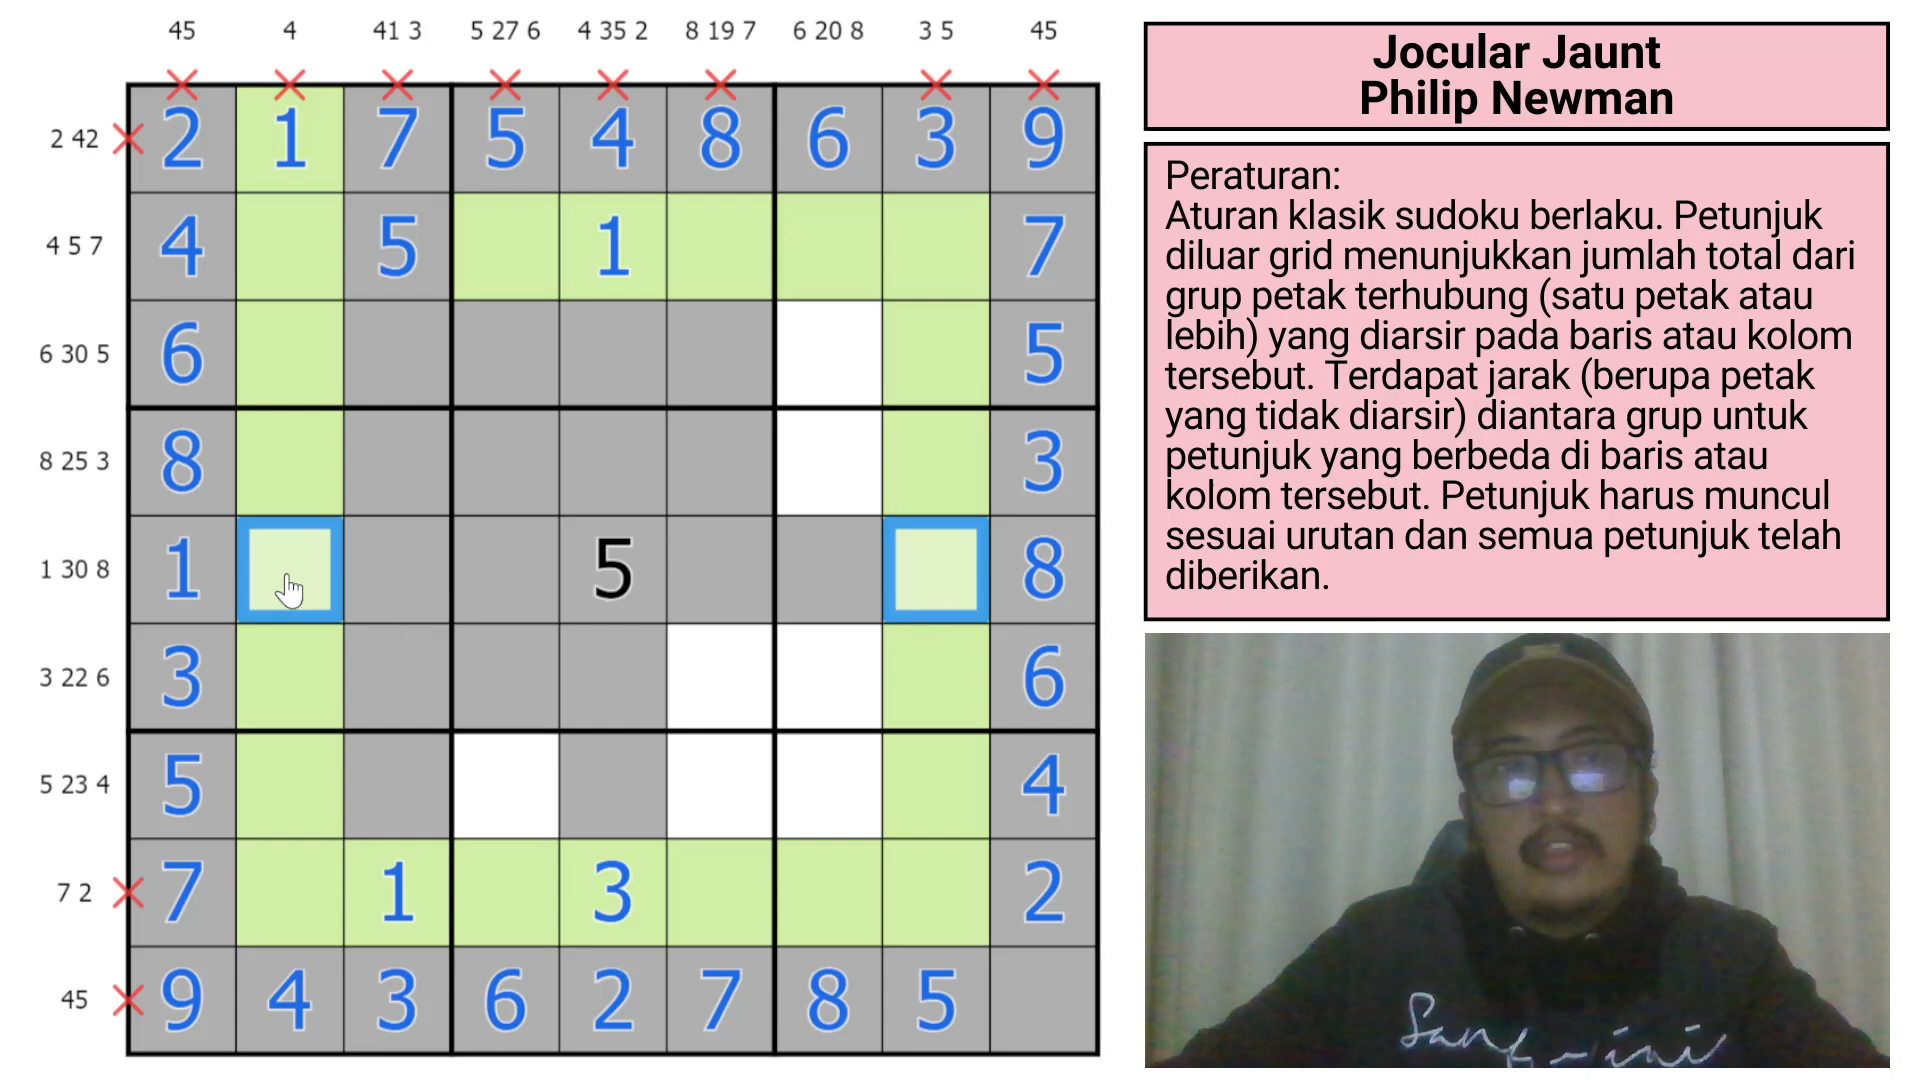 45 4 41 3 5 27 6 4 35 2 8 19 7 6 20 8 3 5 45
2 42 2 1 7 5 4 8 6 3 9
4 5 7 4 5 1 7
6 30 5 6 5
8 25 3 8 3
1 30 8 1 5 8
3 22 6 3 6
5 23 4 5 4
7 2 7 1 3 2
45 9 4 3 6 2 7 8 5
Jocular Jaunt
Philip Newman
Peraturan:
Aturan klasik sudoku berlaku. Petunjuk
diluar grid menunjukkan jumlah total dari
grup petak terhubung (satu petak atau
lebih) yang diarsir pada baris atau kolom
tersebut. Terdapat jarak (berupa petak
yang tidak diarsir) diantara grup untuk
petunjuk yang berbeda di baris atau
kolom tersebut. Petunjuk harus muncul
sesuai urutan dan semua petunjuk telah
diberikan.